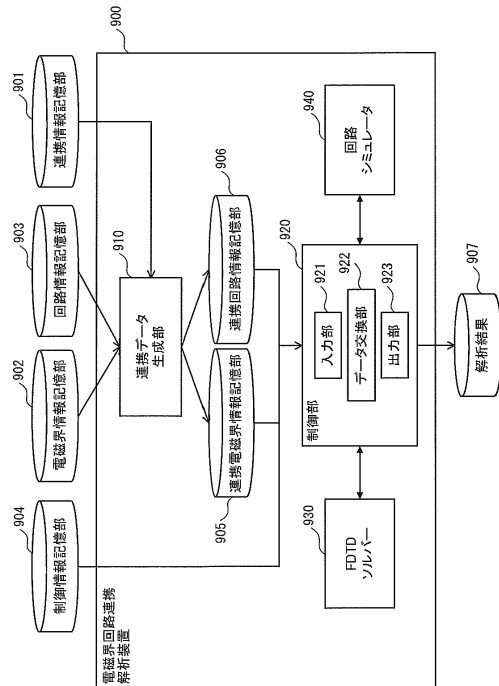 904
制御情報記憶部
902
電磁界情報記憶部
903
回路情報記憶部
901
連携情報記憶部
900
電磁界回路連携
解析装置
910
連携データ
生成部
905
連携電磁界情報記憶部
906
連携回路情報記憶部
920
制御部
921
入力部
922
データ交換部
923
出力部
930
FDTD
ソルバー
940
回路
シミュレータ
907
解析結果